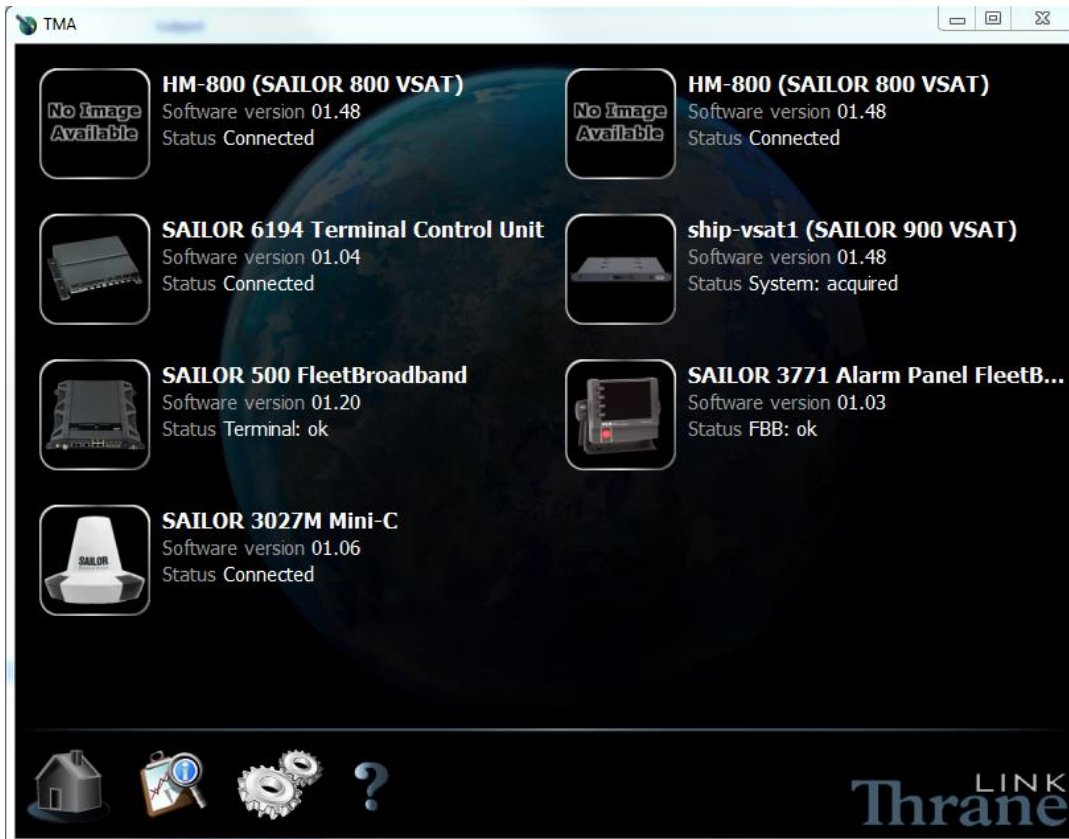 TMA
No Image
Available
HM-800 (SAILOR 800 VSAT)
Software version 01.48
Status Connected
No Image
Available
HM-800 (SAILOR 800 VSAT)
Software version 01.48
Status Connected
SAILOR 6194 Terminal Control Unit
Software version 01.04
Status Connected
ship-vsat1 (SAILOR 900 VSAT)
Software version 01.48
Status System: acquired
SAILOR 500 FleetBroadband
Software version 01.20
Status Terminal: ok
SAILOR 3771 Alarm Panel FleetB...
Software version 01.03
Status FBB: ok
SAILOR
SAILOR 3027M Mini-C
Software version 01.06
Status Connected
?
LINK
Thrane